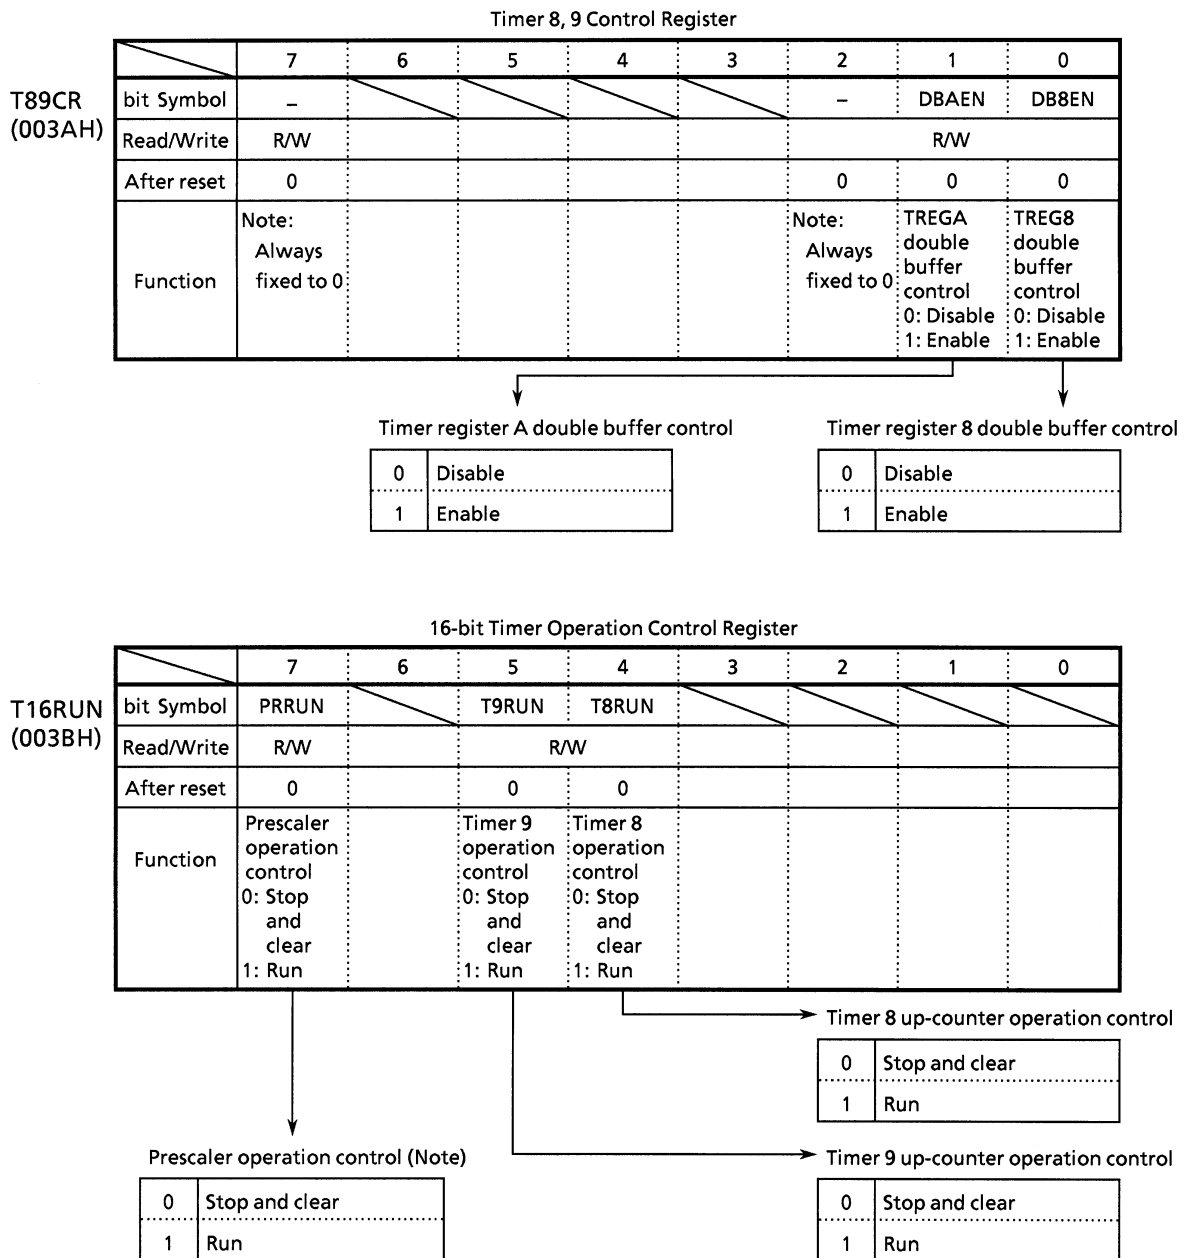 Timer 8, 9 Control Register
7 6 5 4 3 2 1 0
T89CR
(003AH)
bit Symbol – – DBAEN DB8EN
Read/Write R/W R/W
After reset 0 0 0 0
Function
Note:
Always
fixed to 0
Note:
Always
fixed to 0
TREGA
double
buffer
control
0: Disable
1: Enable
TREG8
double
buffer
control
0: Disable
1: Enable
Timer register A double buffer control
0 Disable
1 Enable
Timer register 8 double buffer control
0 Disable
1 Enable
16-bit Timer Operation Control Register
7 6 5 4 3 2 1 0
T16RUN
(003BH)
bit Symbol PRRUN T9RUN T8RUN
Read/Write R/W R/W
After reset 0 0 0
Function
Prescaler
operation
control
0: Stop
and
clear
1: Run
Timer 9
operation
control
0: Stop
and
clear
1: Run
Timer 8
operation
control
0: Stop
and
clear
1: Run
Timer 8 up-counter operation control
0 Stop and clear
1 Run
Prescaler operation control (Note)
0 Stop and clear
1 Run
Timer 9 up-counter operation control
0 Stop and clear
1 Run